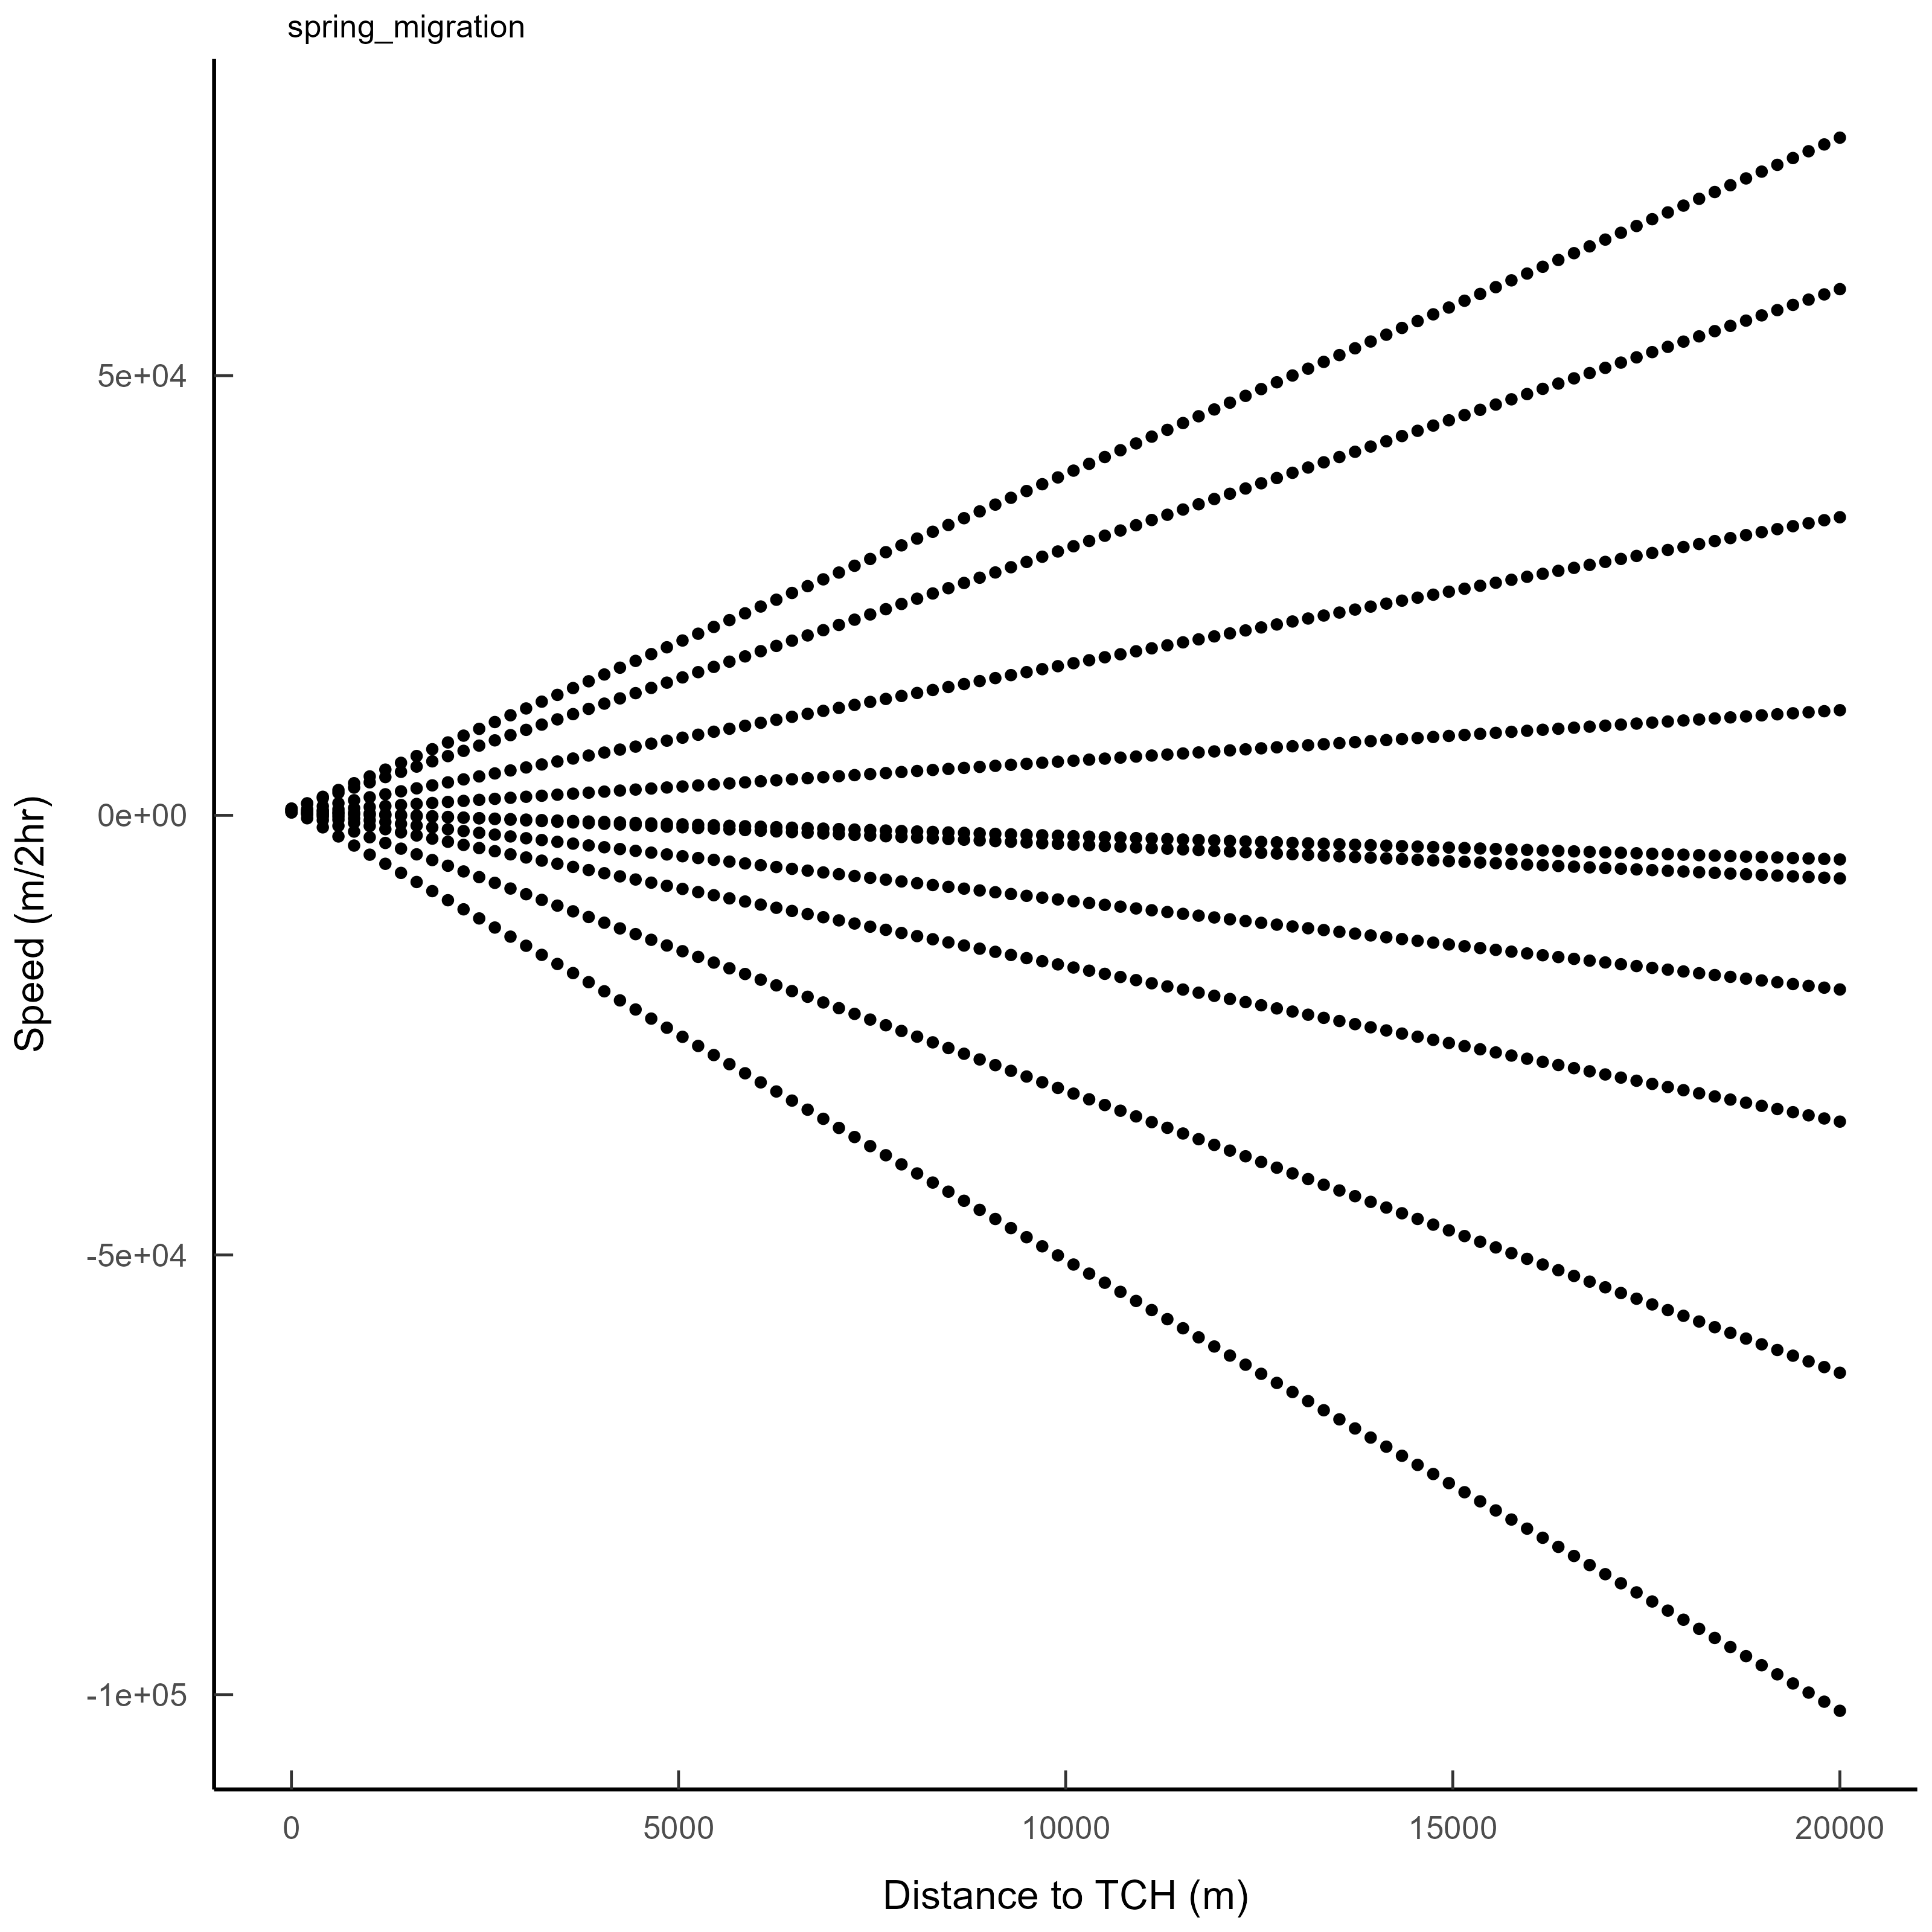 spring_migration
5e+04
0e+00
-5e+04
-1e+05
Speed (m/2hr)
0
5000
10000
15000
20000
Distance to TCH (m)